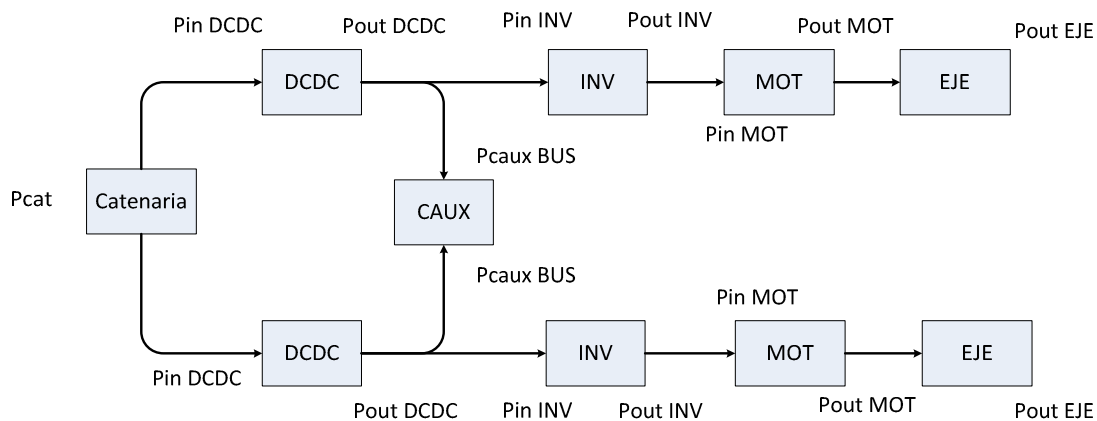 Pin DCDC
Pout DCDC
Pin INV
Pout INV
Pout MOT
Pout EJE
DCDC
INV
MOT
EJE
Pin MOT
Pcaux BUS
Pcat
Catenaria
CAUX
Pcaux BUS
Pin MOT
DCDC
INV
MOT
EJE
Pin DCDC
Pout DCDC
Pin INV
Pout INV
Pout MOT
Pout EJE